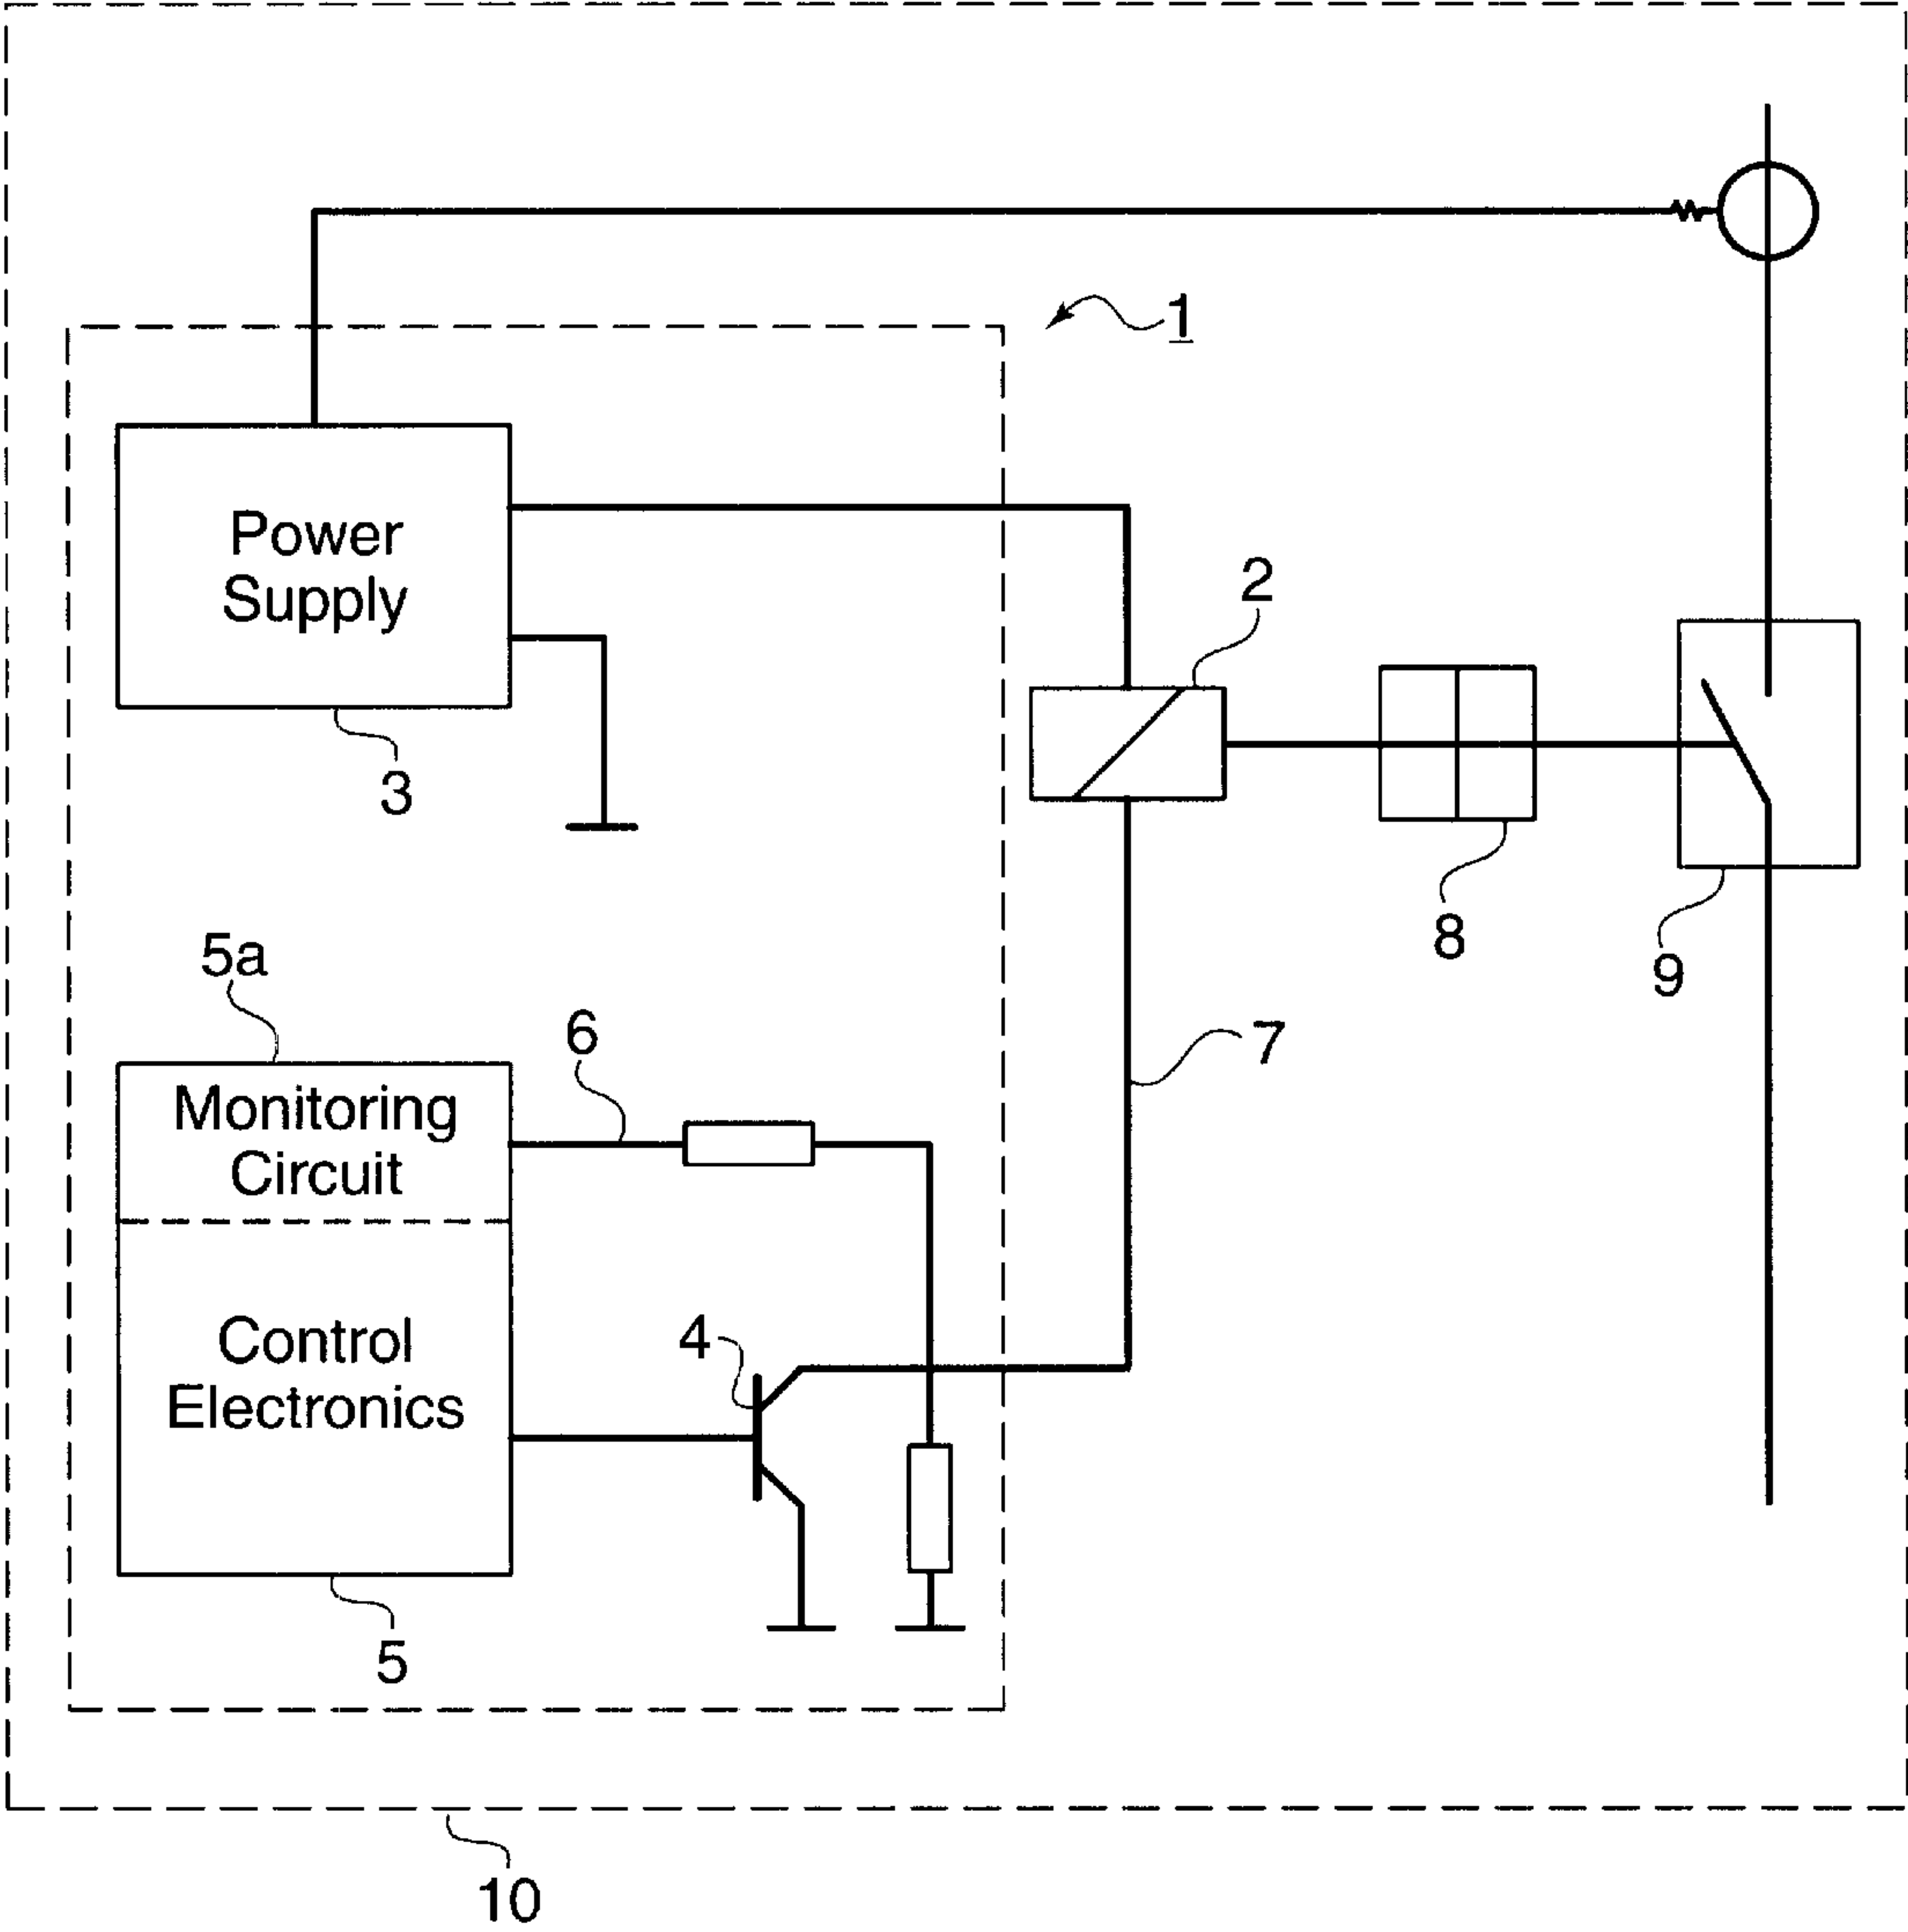 1
Power
Supply
2
3
8
9
5a
6
7
Monitoring
Circuit
4
Control
Electronics
5
10